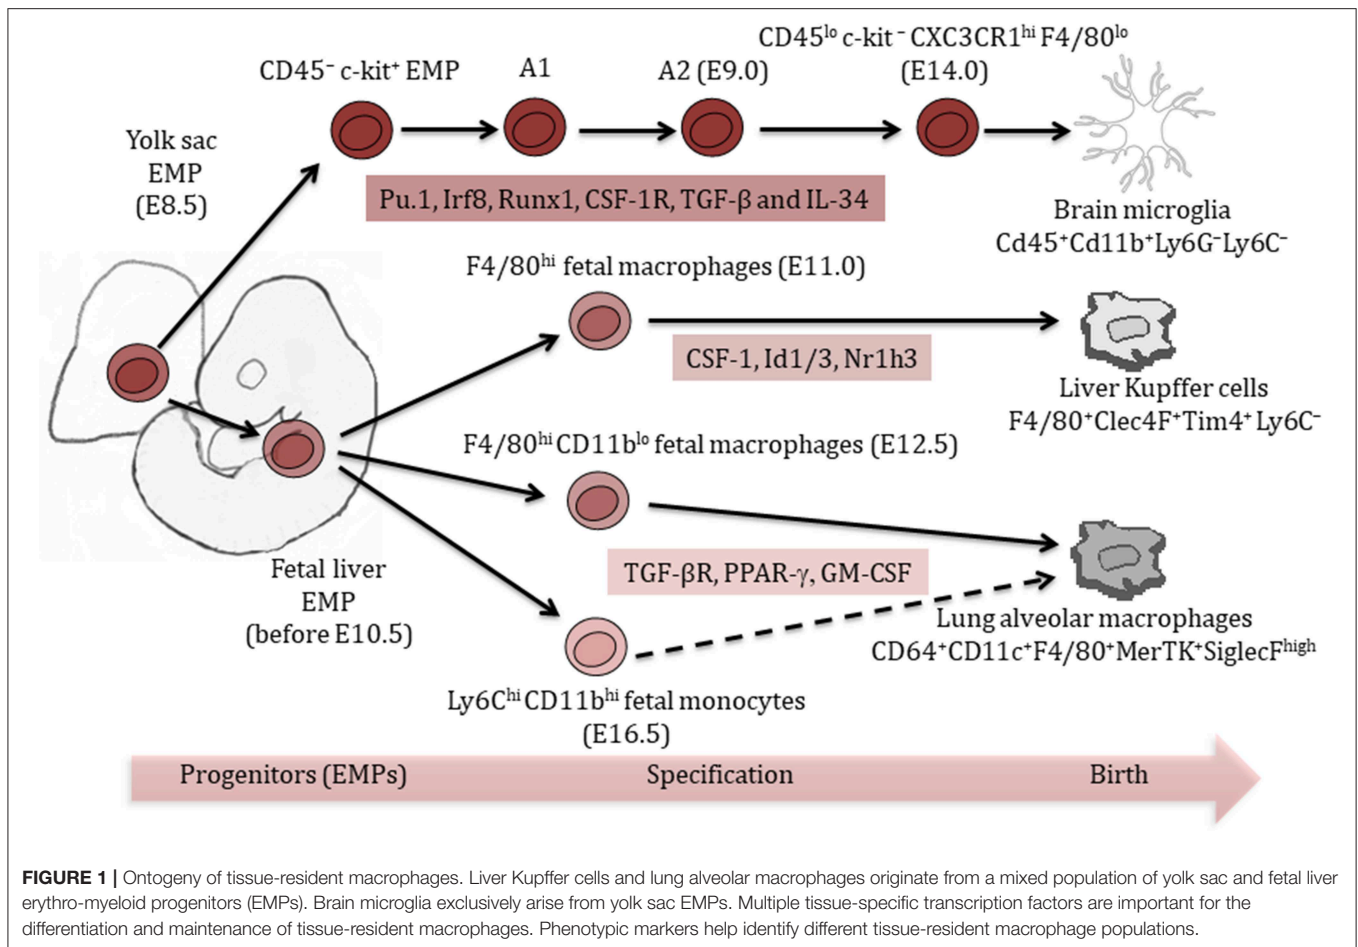 CD45⁻ c-kit⁺ EMP
A1
A2 (E9.0)
CD45ˡᵒ c-kit⁻ CXC3CR1ʰⁱ F4/80ˡᵒ
(E14.0)
Yolk sac
EMP
(E8.5)
Pu.1, Irf8, Runx1, CSF-1R, TGF-β and IL-34
Brain microglia
Cd45⁺Cd11b⁺Ly6G⁻Ly6C⁻
F4/80ʰⁱ fetal macrophages (E11.0)
CSF-1, Id1/3, Nr1h3
Liver Kupffer cells
F4/80⁺Clec4F⁺Tim4⁺ Ly6C⁻
F4/80ʰⁱ CD11bˡᵒ fetal macrophages (E12.5)
Fetal liver
EMP
(before E10.5)
TGF-βR, PPAR-γ, GM-CSF
Lung alveolar macrophages
CD64⁺CD11c⁺F4/80⁺MerTK⁺SiglecFʰⁱᵍʰ
Ly6Cʰⁱ CD11bʰⁱ fetal monocytes
(E16.5)
Progenitors (EMPs)
Specification
Birth
FIGURE 1 | Ontogeny of tissue-resident macrophages. Liver Kupffer cells and lung alveolar macrophages originate from a mixed population of yolk sac and fetal liver
erythro-myeloid progenitors (EMPs). Brain microglia exclusively arise from yolk sac EMPs. Multiple tissue-specific transcription factors are important for the
differentiation and maintenance of tissue-resident macrophages. Phenotypic markers help identify different tissue-resident macrophage populations.